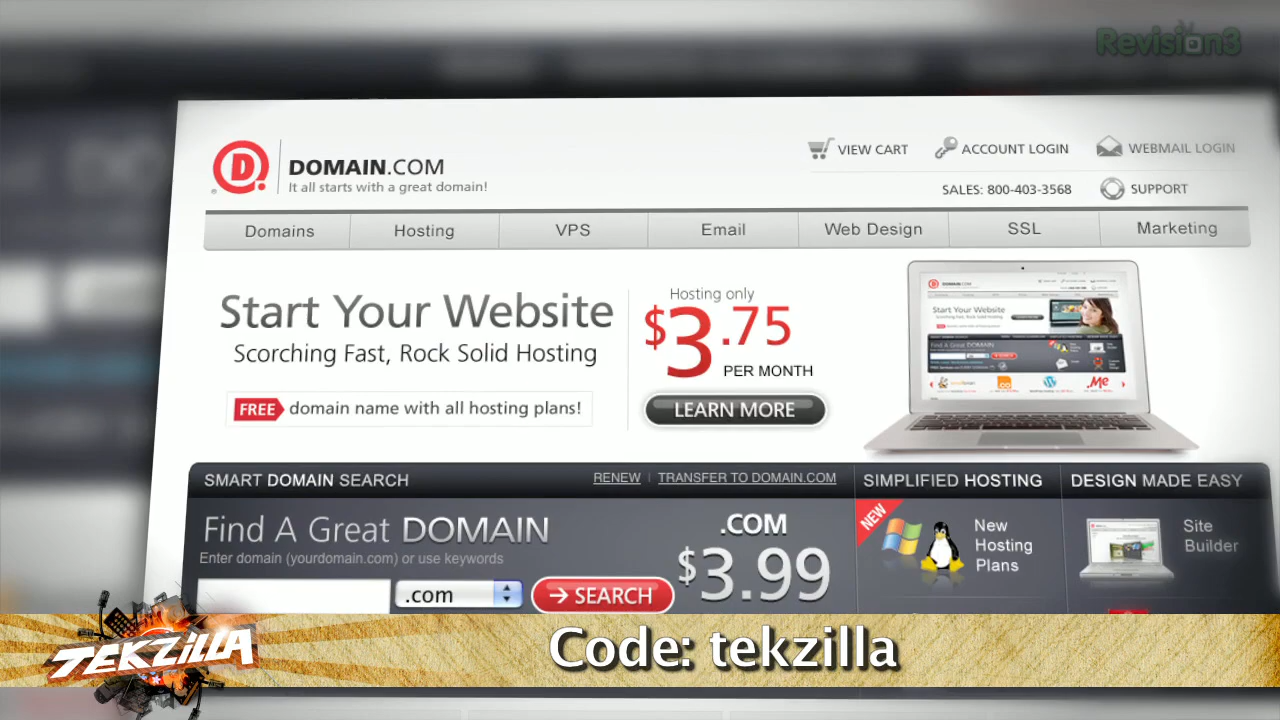 Revision3
D
DOMAIN.COM
It all starts with a great domain!
VIEW CART
ACCOUNT LOGIN
WEBMAIL LOGIN
SALES: 800-403-3568
SUPPORT
Domains
Hosting
VPS
Email
Web Design
SSL
Marketing
Start Your Website
Scorching Fast, Rock Solid Hosting
FREE domain name with all hosting plans!
Hosting only
$3.75
PER MONTH
LEARN MORE
SMART DOMAIN SEARCH
RENEW | TRANSFER TO DOMAIN.COM
Find A Great DOMAIN
Enter domain (yourdomain.com) or use keywords
.com
SEARCH
.COM
$3.99
SIMPLIFIED HOSTING
NEW
New
Hosting
Plans
DESIGN MADE EASY
Site
Builder
TEKZILLA
Code: tekzilla